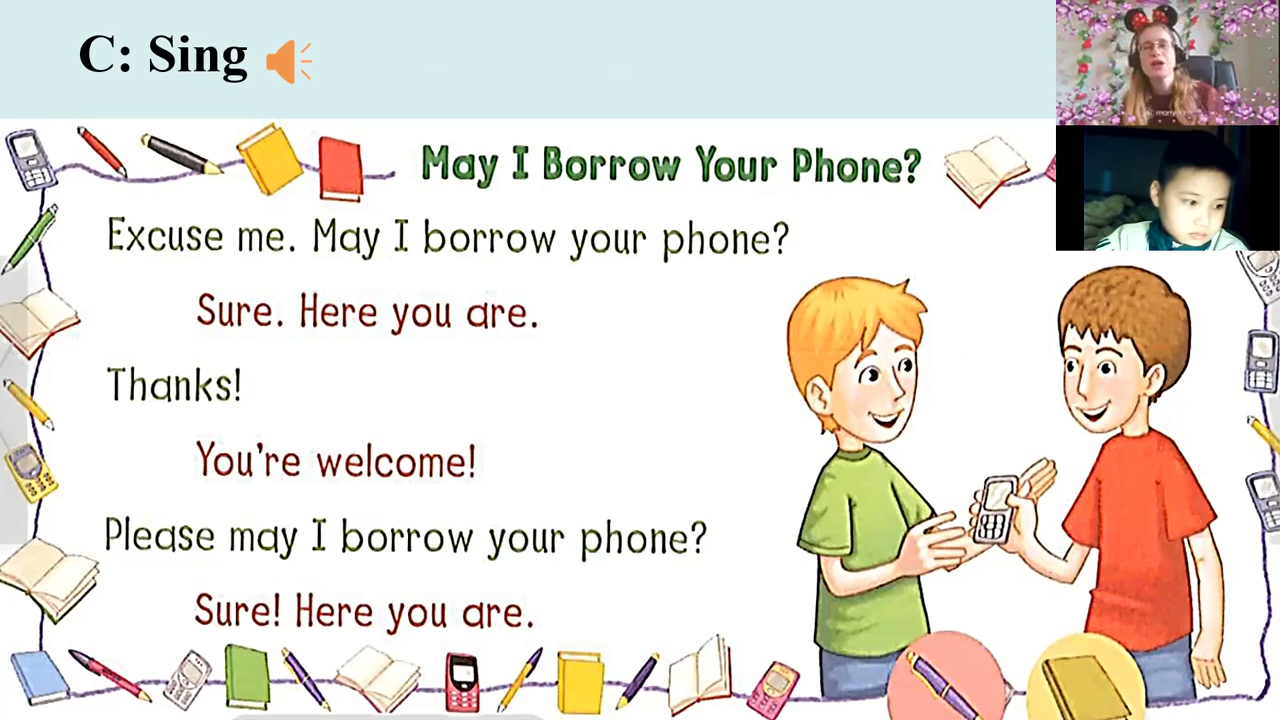 C: Sing
May I Borrow Your Phone?
Excuse me. May I borrow your phone?
Sure. Here you are.
Thanks!
You're welcome!
Please may I borrow your phone?
Sure! Here you are.